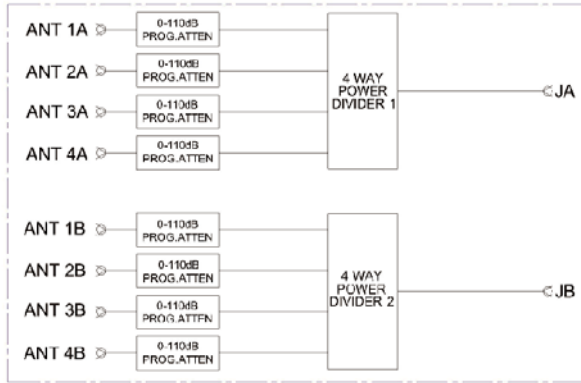 ANT 1A
0-110dB
PROG.ATTEN
ANT 2A
0-110dB
PROG.ATTEN
ANT 3A
0-110dB
PROG.ATTEN
ANT 4A
0-110dB
PROG.ATTEN
4 WAY
POWER
DIVIDER 1
JA
ANT 1B
0-110dB
PROG.ATTEN
ANT 2B
0-110dB
PROG.ATTEN
ANT 3B
0-110dB
PROG.ATTEN
ANT 4B
0-110dB
PROG.ATTEN
4 WAY
POWER
DIVIDER 2
JB